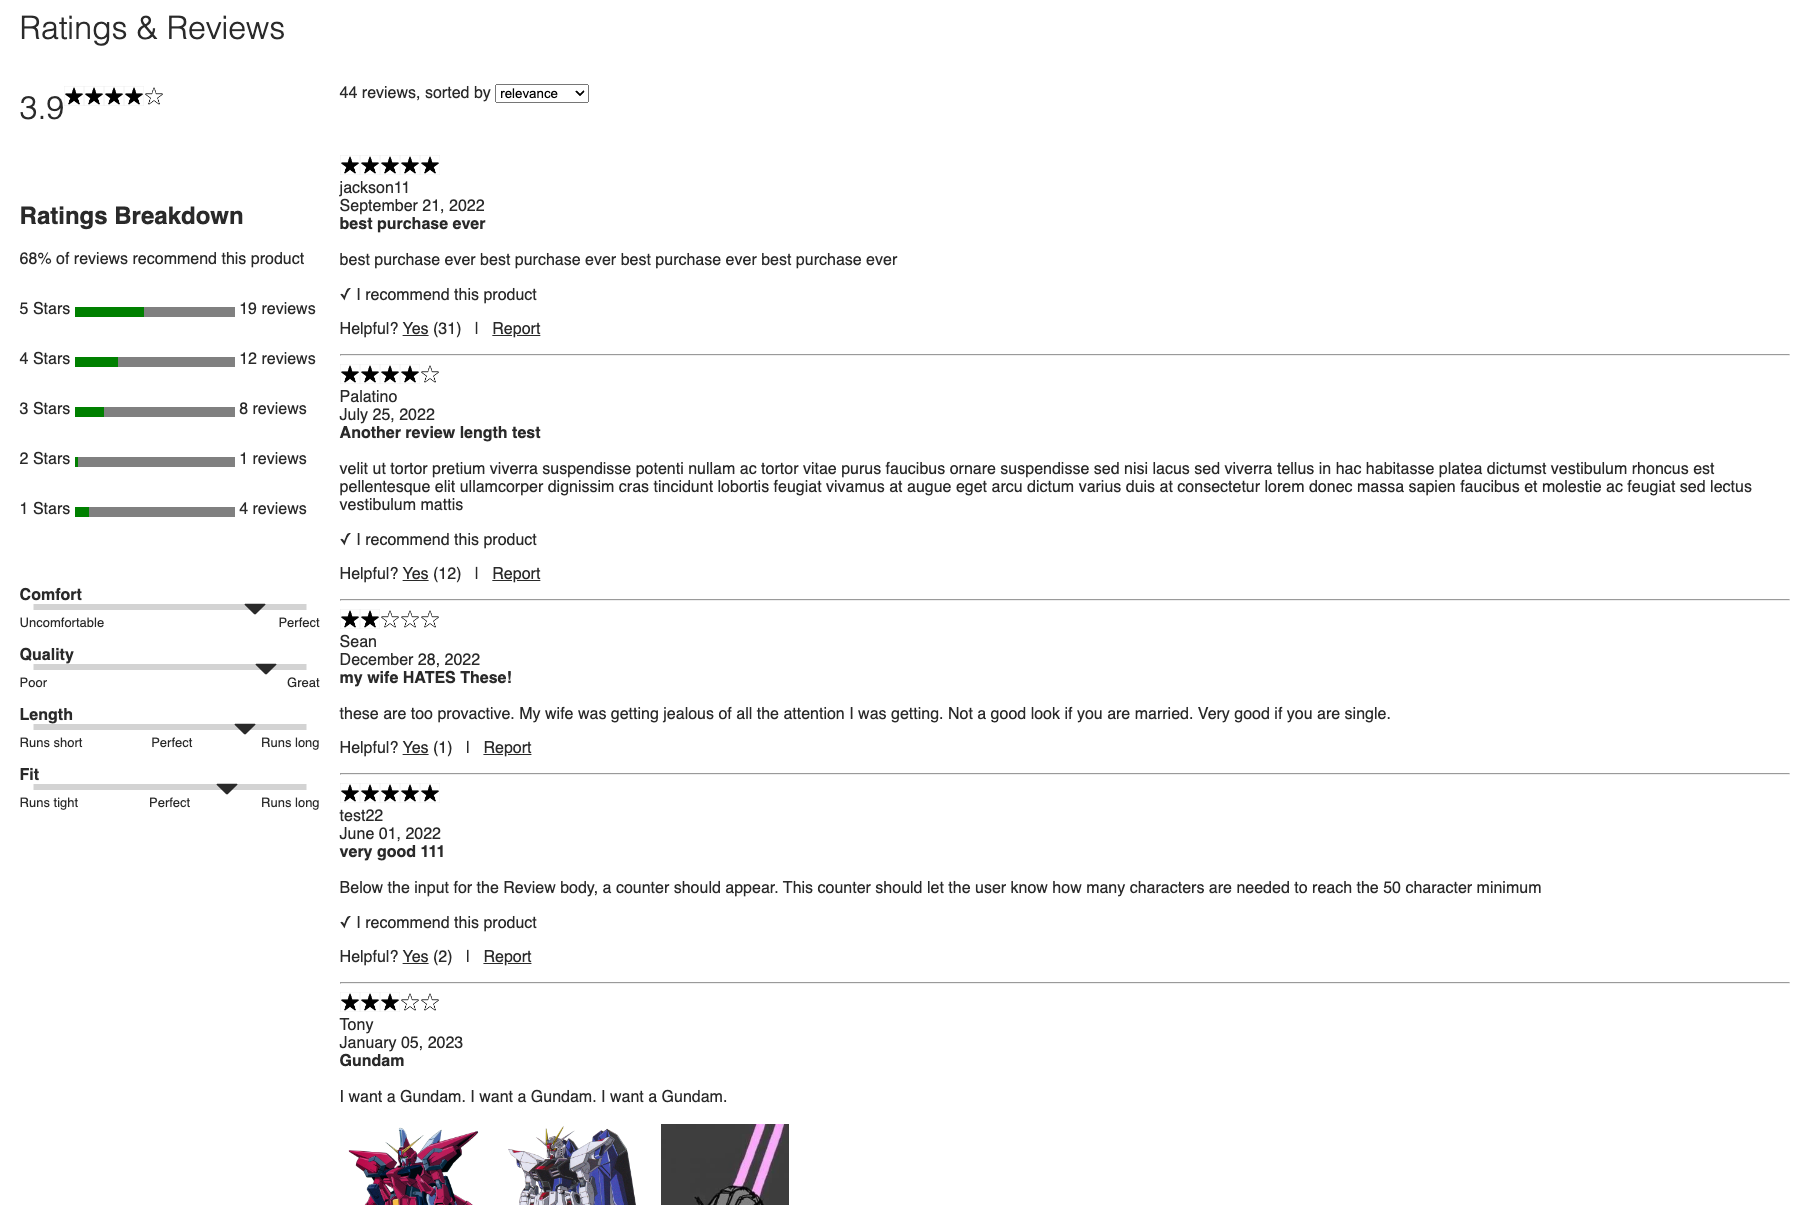 Ratings & Reviews
3.9★★★★☆
Ratings Breakdown
68% of reviews recommend this product
5 Stars 19 reviews
4 Stars 12 reviews
3 Stars 8 reviews
2 Stars 1 reviews
1 Stars 4 reviews
Comfort
Uncomfortable Perfect
Quality
Poor Great
Length
Runs short Perfect Runs long
Fit
Runs tight Perfect Runs long
44 reviews, sorted by relevance
★★★★★
jackson11
September 21, 2022
best purchase ever
best purchase ever best purchase ever best purchase ever best purchase ever
✓ I recommend this product
Helpful? Yes (31) | Report
★★★★☆
Palatino
July 25, 2022
Another review length test
velit ut tortor pretium viverra suspendisse potenti nullam ac tortor vitae purus faucibus ornare suspendisse sed nisi lacus sed viverra tellus in hac habitasse platea dictumst vestibulum rhoncus est
pellentesque elit ullamcorper dignissim cras tincidunt lobortis feugiat vivamus at augue eget arcu dictum varius duis at consectetur lorem donec massa sapien faucibus et molestie ac feugiat sed lectus
vestibulum mattis
✓ I recommend this product
Helpful? Yes (12) | Report
★★☆☆☆
Sean
December 28, 2022
my wife HATES These!
these are too provactive. My wife was getting jealous of all the attention I was getting. Not a good look if you are married. Very good if you are single.
Helpful? Yes (1) | Report
★★★★★
test22
June 01, 2022
very good 111
Below the input for the Review body, a counter should appear. This counter should let the user know how many characters are needed to reach the 50 character minimum
✓ I recommend this product
Helpful? Yes (2) | Report
★★★☆☆
Tony
January 05, 2023
Gundam
I want a Gundam. I want a Gundam. I want a Gundam.